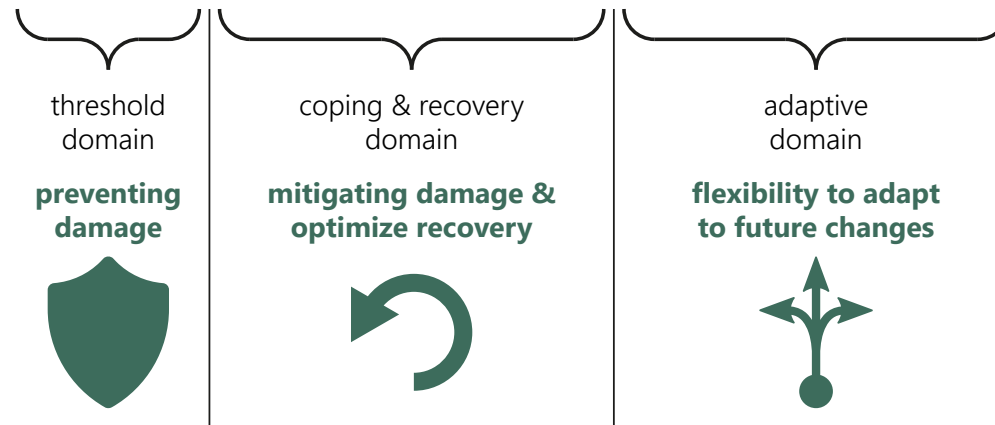 threshold
domain
preventing
damage
coping & recovery
domain
mitigating damage &
optimize recovery
adaptive
domain
flexibility to adapt
to future changes